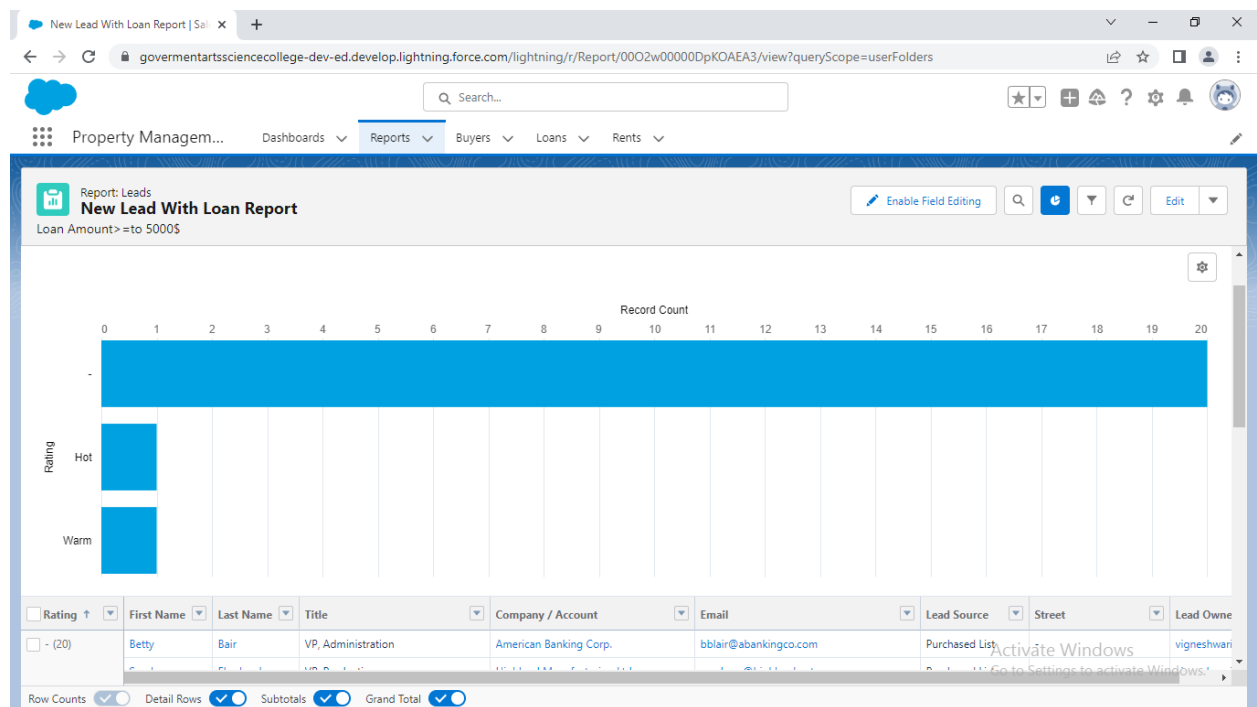 New Lead With Loan Report | Sal
govermentartssciencecollege-dev-ed.develop.lightning.force.com/lightning/r/Report/00O2w00000DpKOAEA3/view?queryScope=userFolders
Search...
Property Managem... Dashboards Reports Buyers Loans Rents
Report: Leads
New Lead With Loan Report
Loan Amount>=to 5000$
Enable Field Editing Edit
Record Count
0 1 2 3 4 5 6 7 8 9 10 11 12 13 14 15 16 17 18 19 20
-
Rating
Hot
Warm
Rating ↑ First Name Last Name Title Company / Account Email Lead Source Street Lead Owne
- (20) Betty Bair VP, Administration American Banking Corp. bblair@abankingco.com Purchased List - vigneshwari
Activate Windows
Go to Settings to activate Windows.
Row Counts Detail Rows Subtotals Grand Total